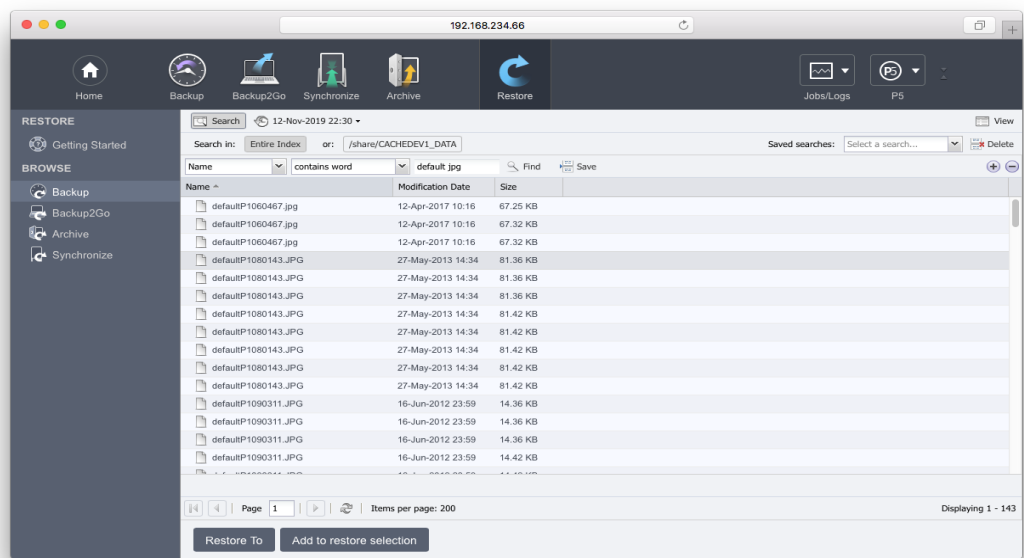 192.168.234.66
Home
Backup
Backup2Go
Synchronize
Archive
Restore
Jobs/Logs
P5
P5
RESTORE
Getting Started
BROWSE
Backup
Backup2Go
Archive
Synchronize
Search 12-Nov-2019 22:30 View
Search in: Entire Index or: /share/CACHEDEV1_DATA Saved searches: Select a search... Delete
Name contains word default jpg Find Save
Name Modification Date Size
defaultP1060467.jpg 12-Apr-2017 10:16 67.25 KB
defaultP1060467.jpg 12-Apr-2017 10:16 67.32 KB
defaultP1060467.jpg 12-Apr-2017 10:16 67.32 KB
defaultP1080143.JPG 27-May-2013 14:34 81.36 KB
defaultP1080143.JPG 27-May-2013 14:34 81.36 KB
defaultP1080143.JPG 27-May-2013 14:34 81.36 KB
defaultP1080143.JPG 27-May-2013 14:34 81.42 KB
defaultP1080143.JPG 27-May-2013 14:34 81.42 KB
defaultP1080143.JPG 27-May-2013 14:34 81.42 KB
defaultP1080143.JPG 27-May-2013 14:34 81.42 KB
defaultP1080143.JPG 27-May-2013 14:34 81.42 KB
defaultP1090311.JPG 16-Jun-2012 23:59 14.36 KB
defaultP1090311.JPG 16-Jun-2012 23:59 14.36 KB
defaultP1090311.JPG 16-Jun-2012 23:59 14.36 KB
defaultP1090311.JPG 16-Jun-2012 23:59 14.42 KB
Page 1 Items per page: 200 Displaying 1 - 143
Restore To Add to restore selection